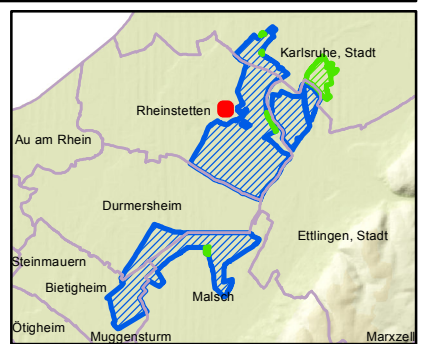 Karlsruhe, Stadt
Rheinstetten
Au am Rhein
Durmersheim
Ettlingen, Stadt
Steinmauern
Bietigheim
Malsch
Ötigheim
Muggensturm
Marxzell